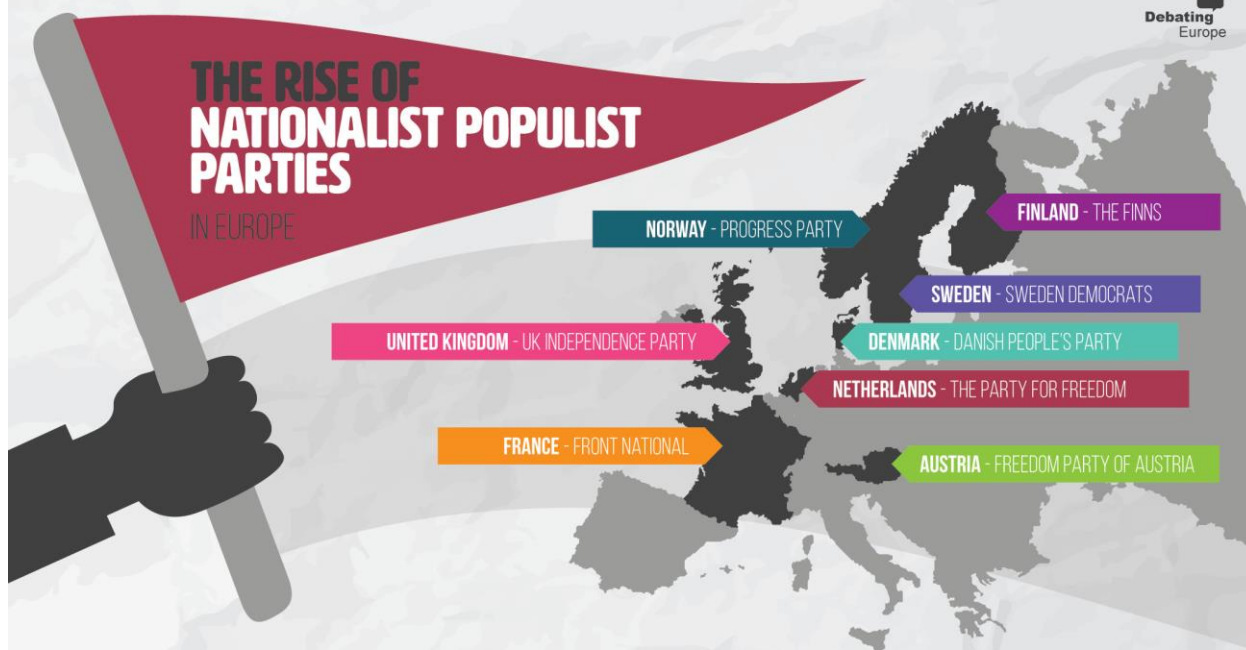 Debating
Europe
THE RISE OF
NATIONALIST POPULIST
PARTIES
IN EUROPE
NORWAY - PROGRESS PARTY
FINLAND - THE FINNS
SWEDEN - SWEDEN DEMOCRATS
UNITED KINGDOM - UK INDEPENDENCE PARTY
DENMARK - DANISH PEOPLE'S PARTY
NETHERLANDS - THE PARTY FOR FREEDOM
FRANCE - FRONT NATIONAL
AUSTRIA - FREEDOM PARTY OF AUSTRIA